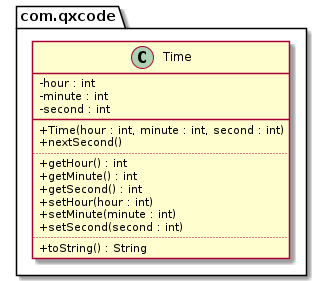 com.qxcode
C Time
-hour : int
-minute : int
-second : int
+Time(hour : int, minute : int, second : int)
+nextSecond()
+getHour() : int
+getMinute() : int
+getSecond() : int
+setHour(hour : int)
+setMinute(minute : int)
+setSecond(second : int)
+toString() : String